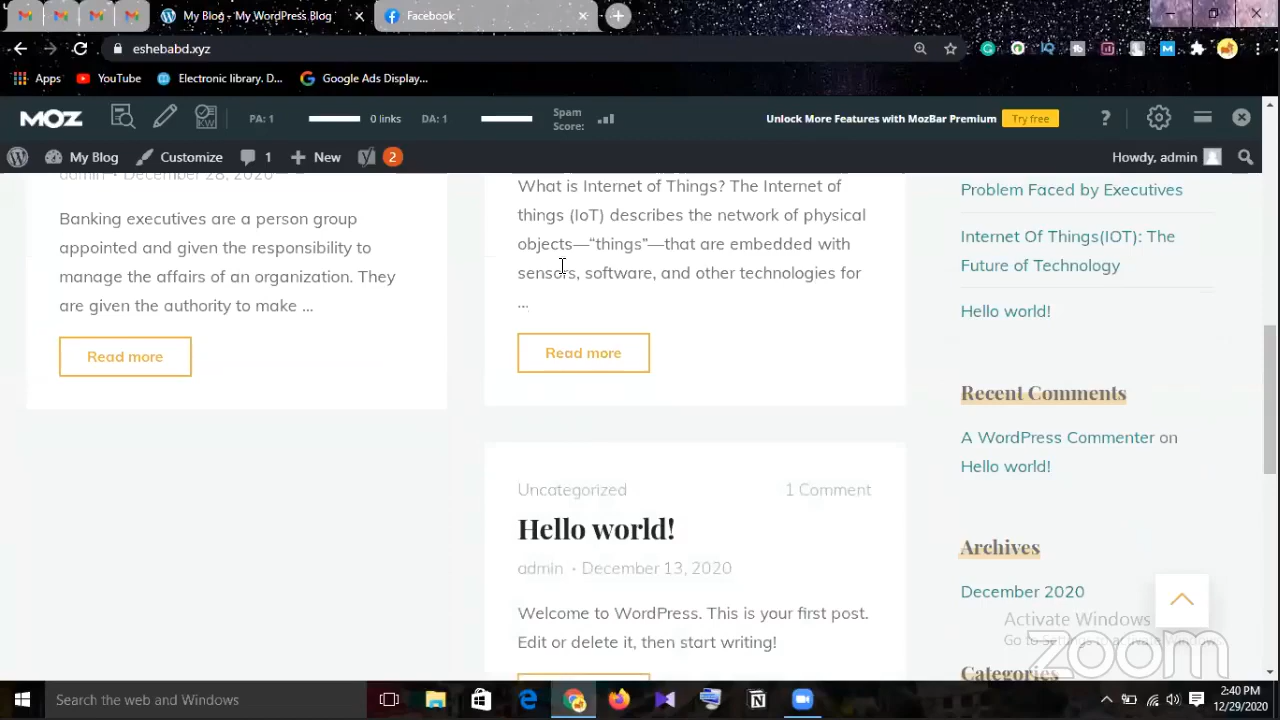 My Blog - My WordPress Blog
Facebook
eshebabd.xyz
Apps
YouTube
Electronic library. D...
Google Ads Display...
MOZ
PA: 1
0 links
DA: 1
Spam
Score:
Unlock More Features with MozBar Premium
Try free
?
My Blog
Customize
1
New
2
Howdy, admin
admin • December 28, 2020
Banking executives are a person group
appointed and given the responsibility to
manage the affairs of an organization. They
are given the authority to make ...
Read more
What is Internet of Things? The Internet of
things (IoT) describes the network of physical
objects—“things”—that are embedded with
sensors, software, and other technologies for
...
Read more
Uncategorized
1 Comment
Hello world!
admin • December 13, 2020
Welcome to WordPress. This is your first post.
Edit or delete it, then start writing!
Problem Faced by Executives
Internet Of Things(IOT): The
Future of Technology
Hello world!
Recent Comments
A WordPress Commenter on
Hello world!
Archives
December 2020
Activate Windows
Go to Settings to activate Windows.
zoom
Categories
Search the web and Windows
2:40 PM
12/29/2020